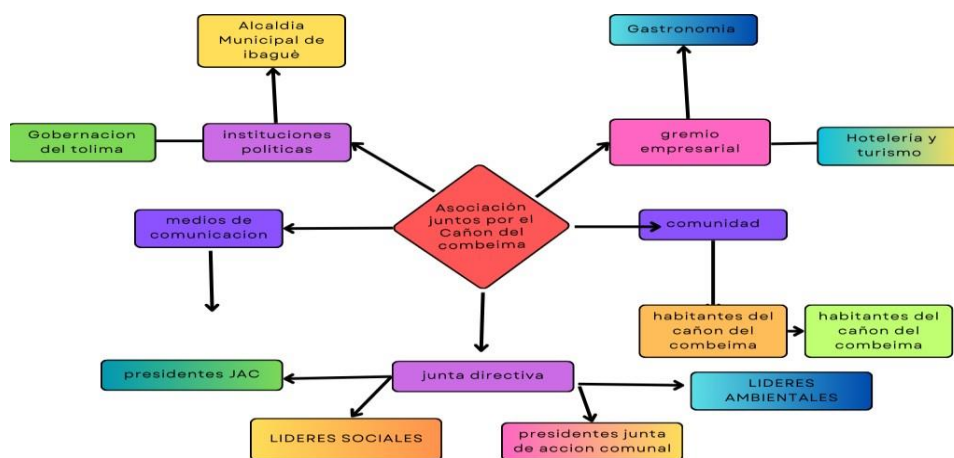 Alcaldia
Municipal de
ibaguè
Gastronomia
Gobernacion
del tolima
instituciones
politicas
gremio
empresarial
Hoteleria y
turismo
Asociación
juntos por el
Cañon del
combeima
medios de
comunicacion
comunidad
habitantes del
cañon del
combeima
habitantes del
cañon del
combeima
presidentes JAC
junta directiva
LIDERES
AMBIENTALES
LIDERES SOCIALES
presidentes junta
de accion comunal